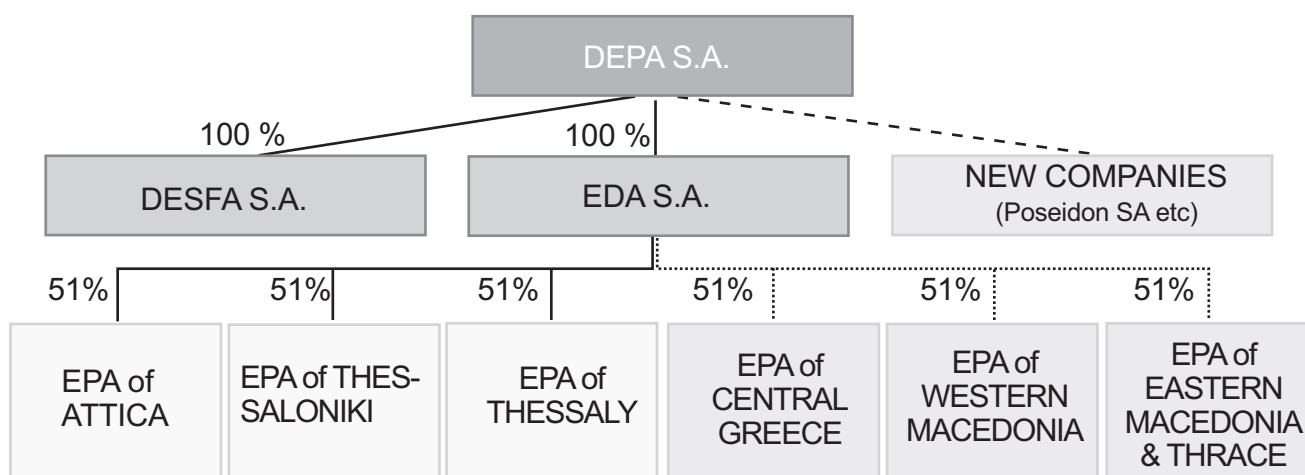 DEPA S.A.
100 %
100 %
DESFA S.A.
EDA S.A.
NEW COMPANIES
(Poseidon SA etc)
51%
51%
51%
51%
51%
51%
EPA of
ATTICA
EPA of THES-
SALONIKI
EPA of
THESSALY
EPA of
CENTRAL
GREECE
EPA of
WESTERN
MACEDONIA
EPA of
EASTERN
MACEDONIA
& THRACE